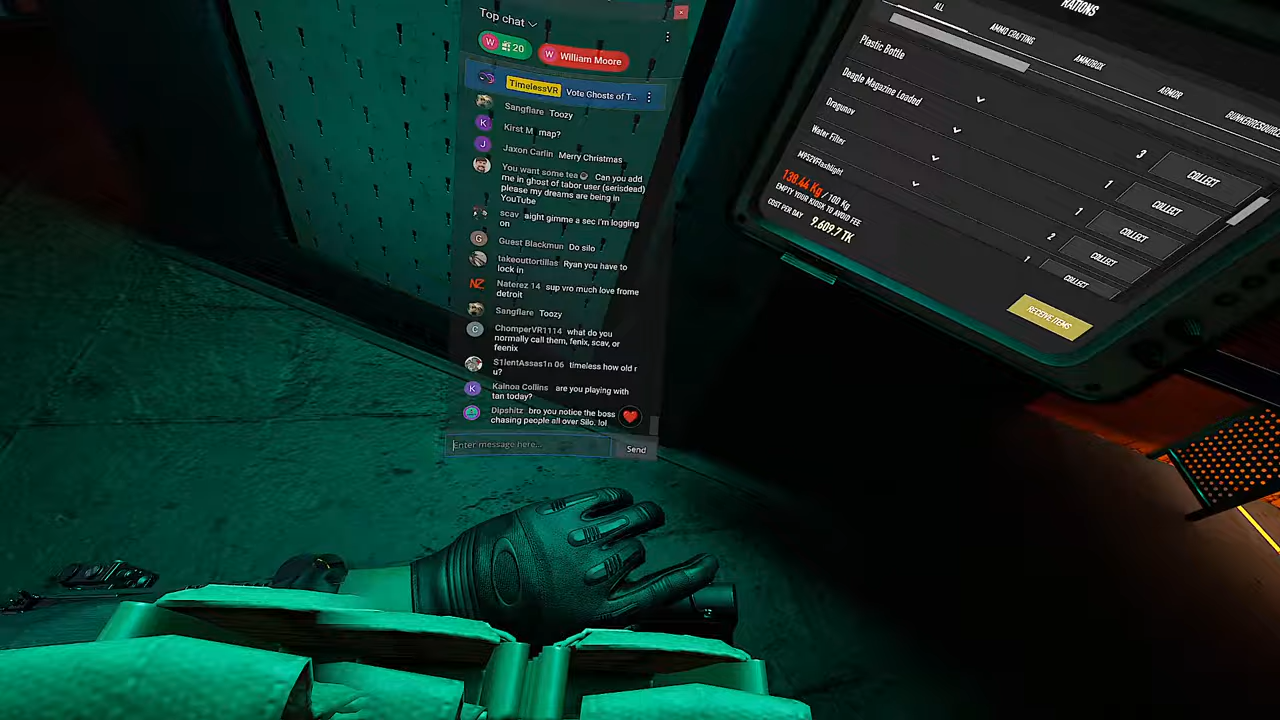 Top chat
W 20
W William Moore
TimelessVR Vote Ghosts of T...
Sangflare Toozy
K Kirst M map?
J Jaxon Carlin Merry Christmas
You want some tea Can you add
me in ghost of tabor user (serisdead)
please my dreams are being in
YouTube
scav aight gimme a sec i'm logging
on
G Guest Blackmun Do silo
takeouttortillas Ryan you have to
lock in
NZ Naterez 14 sup vro much love frome
detroit
Sangflare Toozy
C ChomperVR1114 what do you
normally call them, fenix, scav, or
feenix
S1lentAssas1n 06 timeless how old r
u?
K Kalnoa Collins are you playing with
tan today?
Dipshitz bro you notice the boss
chasing people all over Silo. lol
Enter message here...
Send
ALL
AMMO CRAFTING
AMMOBOX
ARMOR
Plastic Bottle
3
COLLECT
Deagle Magazine Loaded
1
COLLECT
Dragunov
1
COLLECT
Water Filter
2
COLLECT
1
COLLECT
138.44 Kg / 100 Kg
EMPTY YOUR KIOSK TO AVOID FEE
COST PER DAY 9,609.7 TK
RECEIVE ITEMS